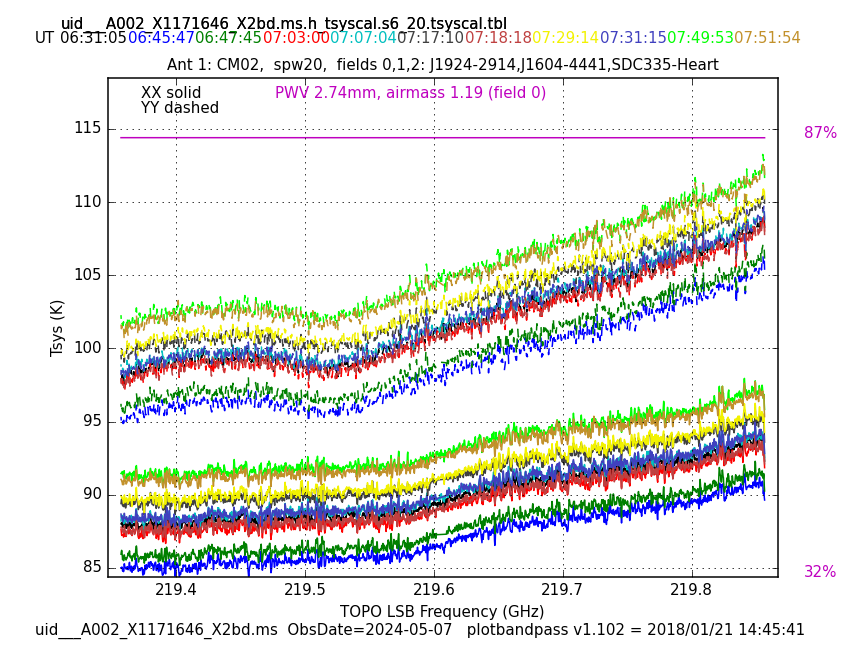 uid___A002_X1171646_X2bd.ms.h_tsyscal.s6_20.tsyscal.tbl
UT 06:31:05 06:45:47 06:47:45 07:03:00 07:07:04 07:17:10 07:18:18 07:29:14 07:31:15 07:49:53 07:51:54
Ant 1: CM02,  spw20,  fields 0,1,2: J1924-2914,J1604-4441,SDC335-Heart
XX solid
PWV 2.74mm, airmass 1.19 (field 0)
YY dashed
87%
115
110
105
100
95
90
85
Tsys (K)
32%
219.4 219.5 219.6 219.7 219.8
TOPO LSB Frequency (GHz)
uid___A002_X1171646_X2bd.ms  ObsDate=2024-05-07   plotbandpass v1.102 = 2018/01/21 14:45:41